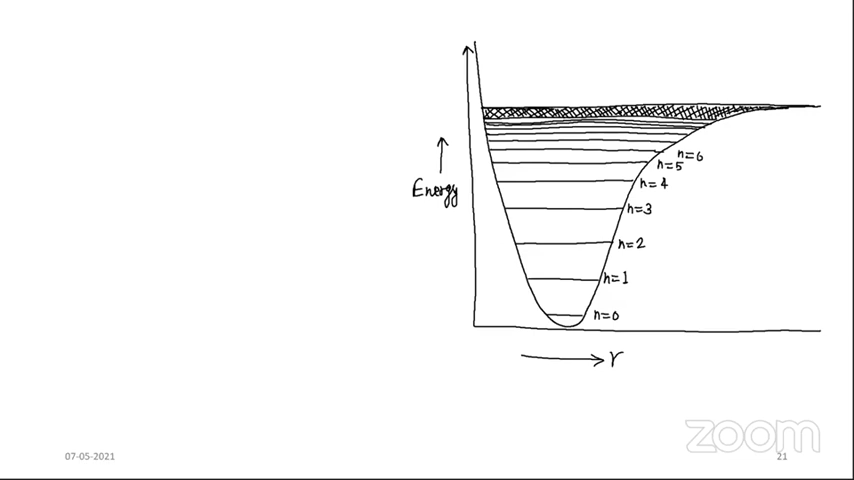 Energy
n=6
n=5
n=4
n=3
n=2
n=1
n=0
r
zoom
07-05-2021
21